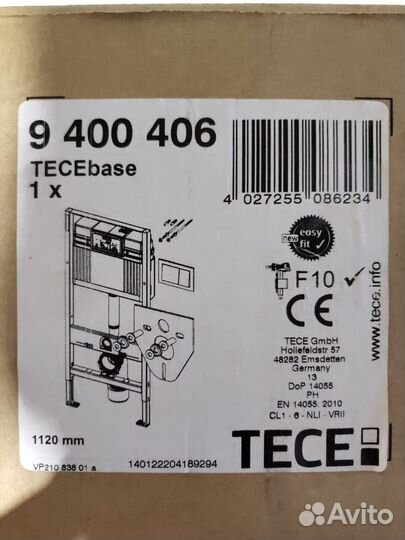 9 400 406
TECEbase
1 x
4 027255 086234
new easy fit
F10
CE
www.tece.info
TECE GmbH
Hollefeldstr 57
48282 Emsdetten
Germany
13
DoP 14055
PH
EN 14055: 2010
CL1 - 6 - NLI - VRII
1120 mm
TECE
VP210 838 01 a
140122204189294
Avito